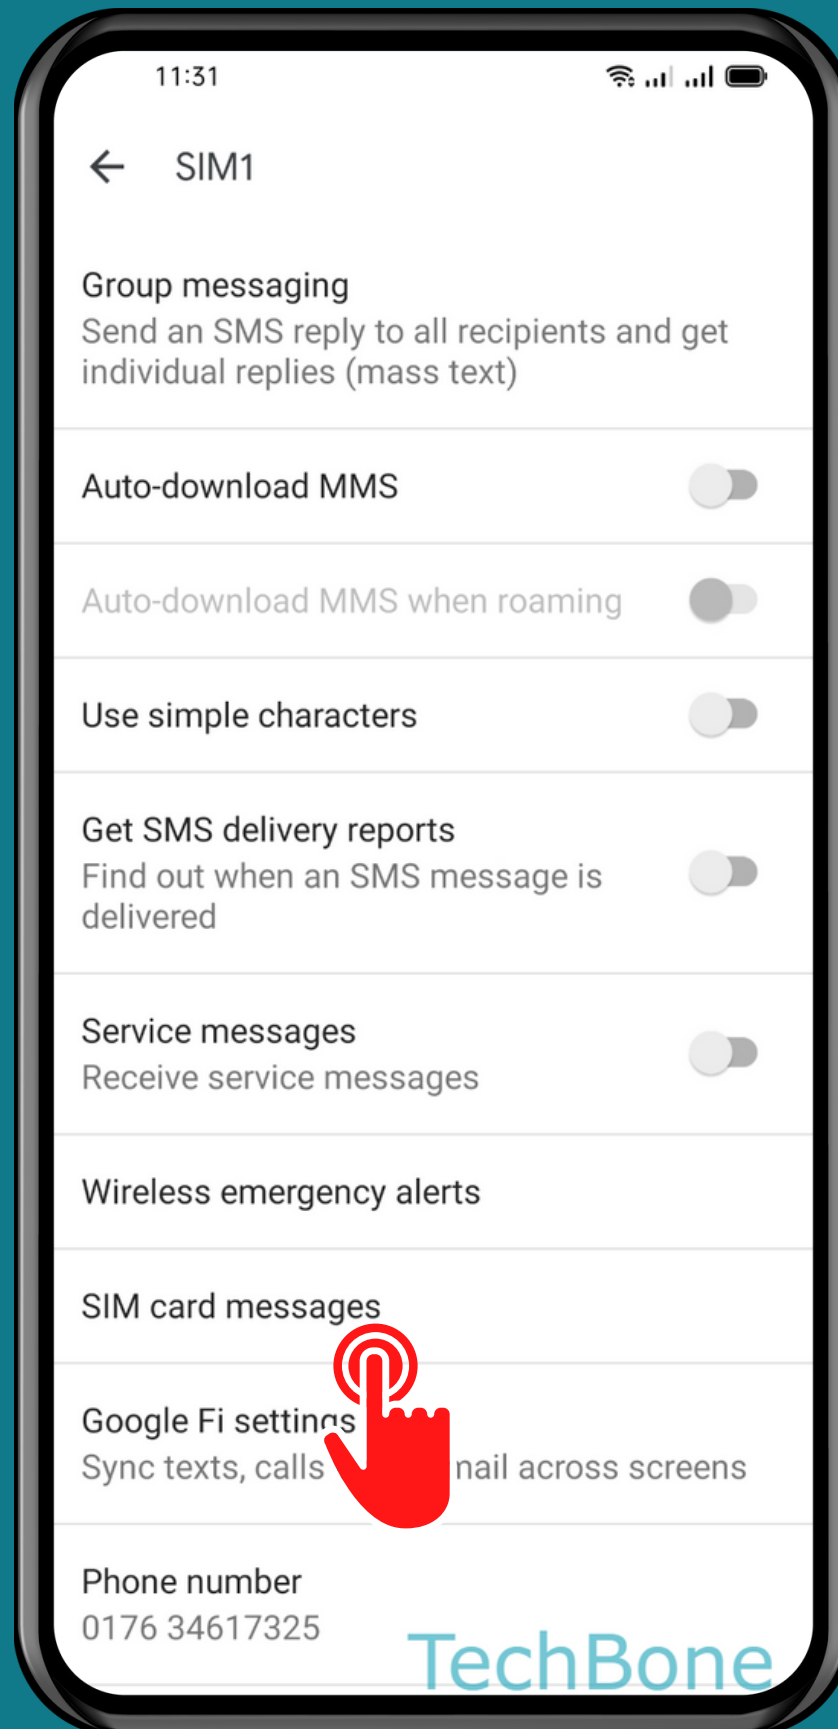 11:31
SIM1
Group messaging
Send an SMS reply to all recipients and get
individual replies (mass text)
Auto-download MMS
Auto-download MMS when roaming
Use simple characters
Get SMS delivery reports
Find out when an SMS message is
delivered
Service messages
Receive service messages
Wireless emergency alerts
SIM card messages
Google Fi settings
Sync texts, calls across screens
Phone number
0176 34617325
TechBone